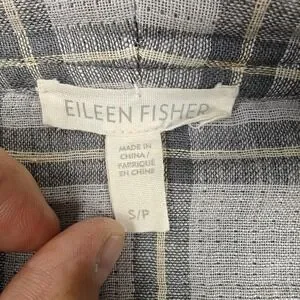 EILEEN FISHER
MADE IN
CHINA/
FABRIQUÉ
EN CHINE
S/P